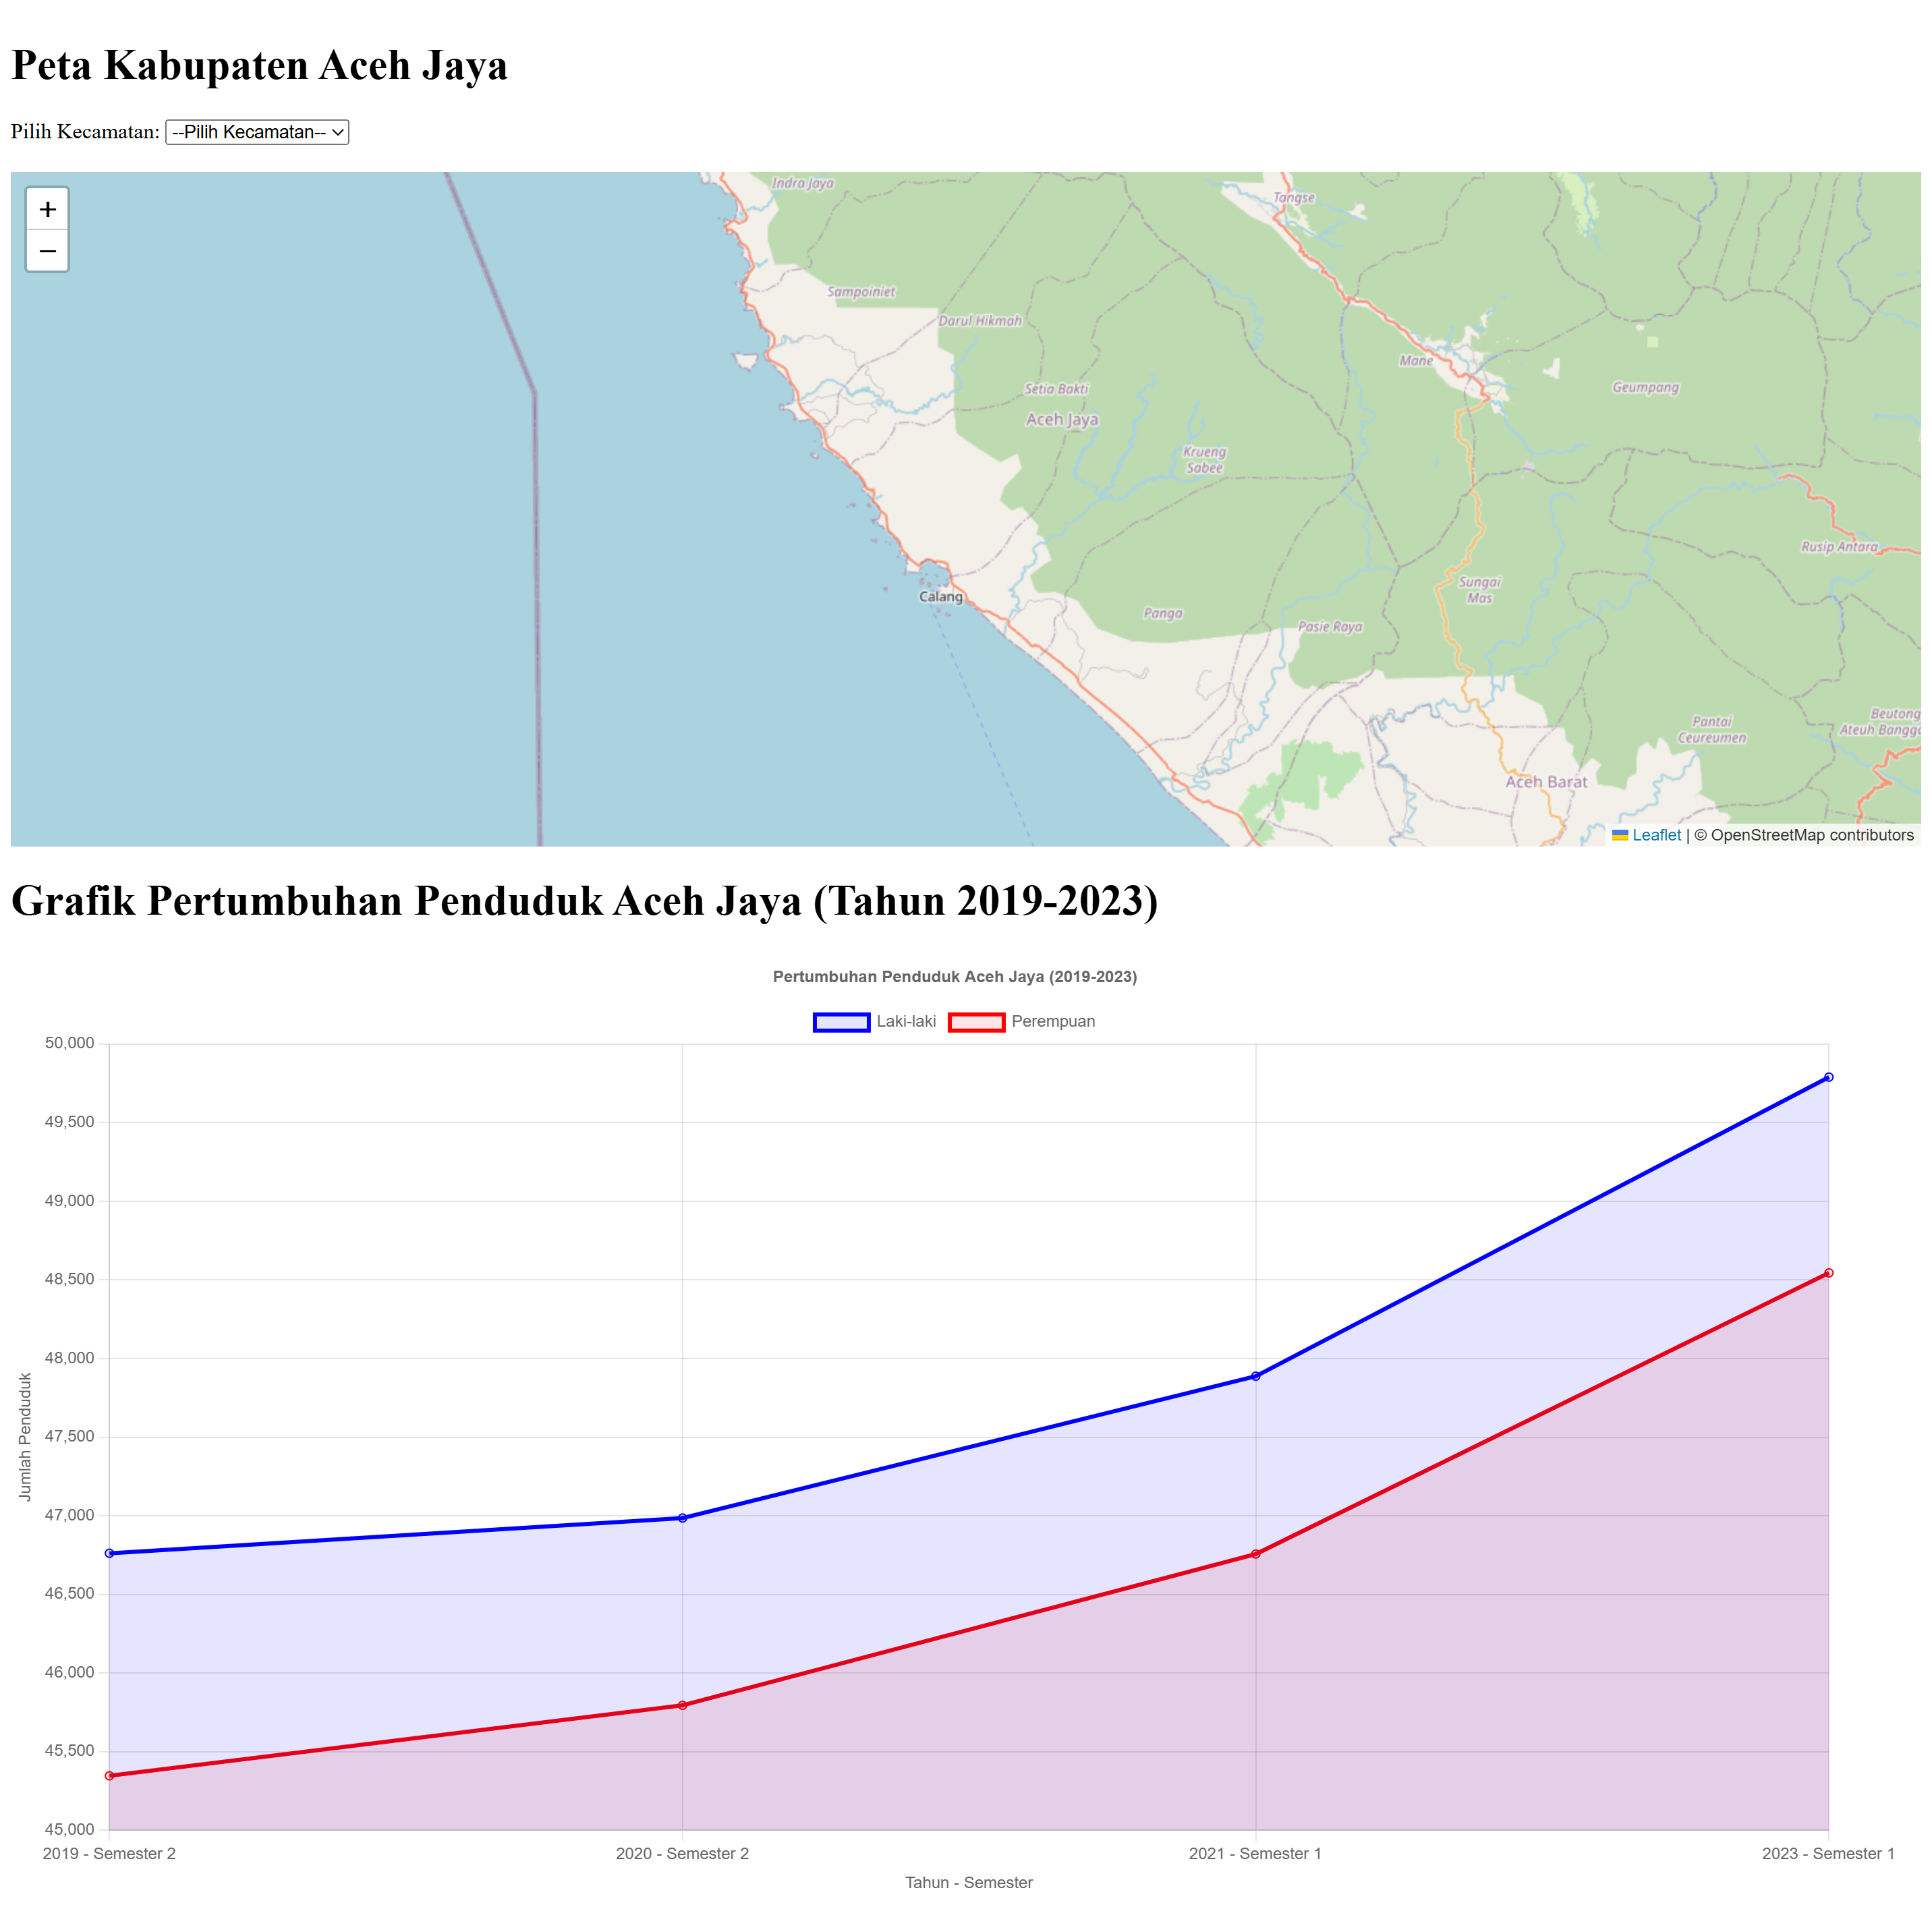 Peta Kabupaten Aceh Jaya
Pilih Kecamatan: --Pilih Kecamatan--
+
−
Indra Jaya
Tangse
Sampoiniet
Darul Hikmah
Mane
Geumpang
Setia Bakti
Aceh Jaya
Krueng
Sabee
Rusip Antara
Sungai
Mas
Calang
Panga
Pasie Raya
Pantai
Ceureumen
Beutong
Ateuh Bangga
Aceh Barat
Leaflet | © OpenStreetMap contributors
Grafik Pertumbuhan Penduduk Aceh Jaya (Tahun 2019-2023)
Pertumbuhan Penduduk Aceh Jaya (2019-2023)
Laki-laki Perempuan
50,000
49,500
49,000
48,500
48,000
47,500
47,000
46,500
46,000
45,500
45,000
Jumlah Penduduk
2019 - Semester 2 2020 - Semester 2 2021 - Semester 1 2023 - Semester 1
Tahun - Semester